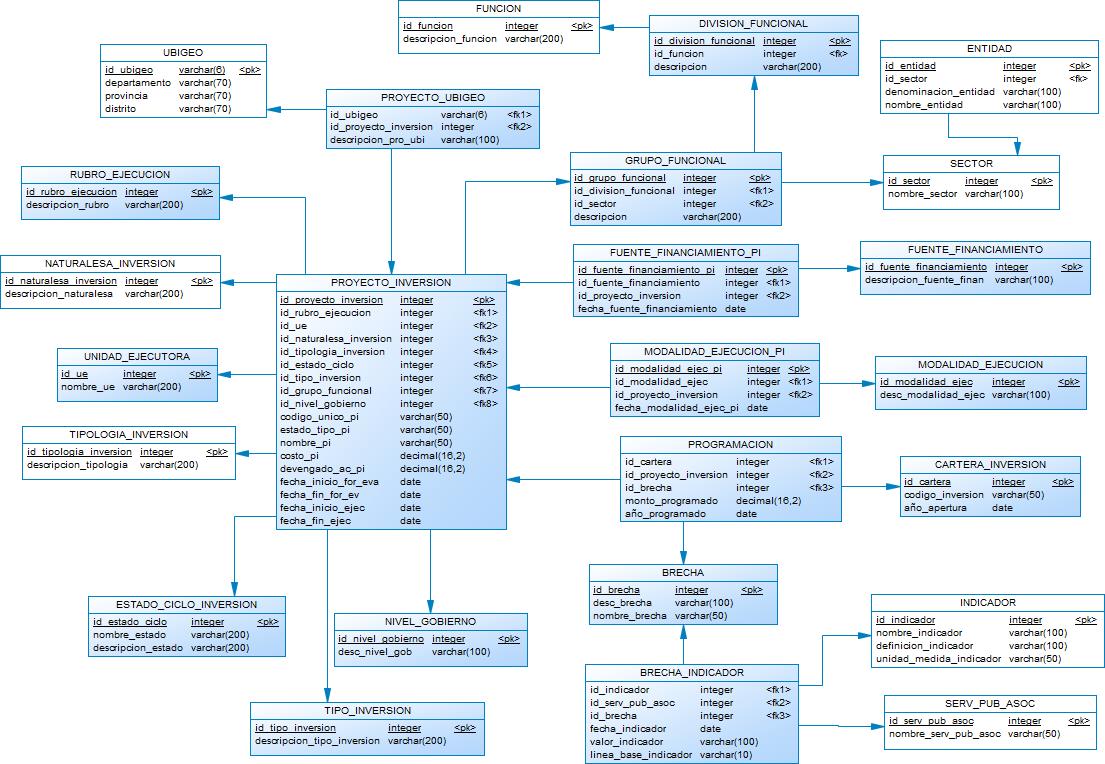 FUNCION
id_funcion integer <pk>
descripcion_funcion varchar(200)
DIVISION_FUNCIONAL
id_division_funcional integer <pk>
id_funcion integer <fk>
descripcion varchar(200)
ENTIDAD
id_entidad integer <pk>
id_sector integer <fk>
denominacion_entidad varchar(100)
nombre_entidad varchar(100)
UBIGEO
id_ubigeo varchar(6) <pk>
departamento varchar(70)
provincia varchar(70)
distrito varchar(70)
PROYECTO_UBIGEO
id_ubigeo varchar(6) <fk1>
id_proyecto_inversion integer <fk2>
descripcion_pro_ubi varchar(100)
GRUPO_FUNCIONAL
id_grupo_funcional integer <pk>
id_division_funcional integer <fk1>
id_sector integer <fk2>
descripcion varchar(200)
SECTOR
id_sector integer <pk>
nombre_sector varchar(100)
RUBRO_EJECUCION
id_rubro_ejecucion integer <pk>
descripcion_rubro varchar(200)
NATURALESA_INVERSION
id_naturalesa_inversion integer <pk>
descripcion_naturalesa varchar(200)
PROYECTO_INVERSION
id_proyecto_inversion integer <pk>
id_rubro_ejecucion integer <fk1>
id_ue integer <fk2>
id_naturalesa_inversion integer <fk3>
id_tipologia_inversion integer <fk4>
id_estado_ciclo integer <fk5>
id_tipo_inversion integer <fk6>
id_grupo_funcional integer <fk7>
id_nivel_gobierno integer <fk8>
codigo_unico_pi varchar(50)
estado_tipo_pi varchar(50)
nombre_pi varchar(50)
costo_pi decimal(16,2)
devengado_ac_pi decimal(16,2)
fecha_inicio_for_eva date
fecha_fin_for_ev date
fecha_inicio_ejec date
fecha_fin_ejec date
FUENTE_FINANCIAMIENTO_PI
id_fuente_financiamiento_pi integer <pk>
id_fuente_financiamiento integer <fk1>
id_proyecto_inversion integer <fk2>
fecha_fuente_financiamiento date
FUENTE_FINANCIAMIENTO
id_fuente_financiamiento integer <pk>
descripcion_fuente_finan varchar(100)
UNIDAD_EJECUTORA
id_ue integer <pk>
nombre_ue varchar(200)
MODALIDAD_EJECUCION_PI
id_modalidad_ejec_pi integer <pk>
id_modalidad_ejec integer <fk1>
id_proyecto_inversion integer <fk2>
fecha_modalidad_ejec_pi date
MODALIDAD_EJECUCION
id_modalidad_ejec integer <pk>
desc_modalidad_ejec varchar(100)
TIPOLOGIA_INVERSION
id_tipologia_inversion integer <pk>
descripcion_tipologia varchar(200)
PROGRAMACION
id_cartera integer <fk1>
id_proyecto_inversion integer <fk2>
id_brecha integer <fk3>
monto_programado decimal(16,2)
año_programado date
CARTERA_INVERSION
id_cartera integer <pk>
codigo_inversion varchar(50)
año_apertura date
ESTADO_CICLO_INVERSION
id_estado_ciclo integer <pk>
nombre_estado varchar(200)
descripcion_estado varchar(200)
NIVEL_GOBIERNO
id_nivel_gobierno integer <pk>
desc_nivel_gob varchar(100)
BRECHA
id_brecha integer <pk>
desc_brecha varchar(100)
nombre_brecha varchar(50)
INDICADOR
id_indicador integer <pk>
nombre_indicador varchar(100)
definicion_indicador varchar(100)
unidad_medida_indicador varchar(50)
BRECHA_INDICADOR
id_indicador integer <fk1>
id_serv_pub_asoc integer <fk2>
id_brecha integer <fk3>
fecha_indicador date
valor_indicador varchar(100)
linea_base_indicador varchar(10)
SERV_PUB_ASOC
id_serv_pub_asoc integer <pk>
nombre_serv_pub_asoc varchar(50)
TIPO_INVERSION
id_tipo_inversion integer <pk>
descripcion_tipo_inversion varchar(200)